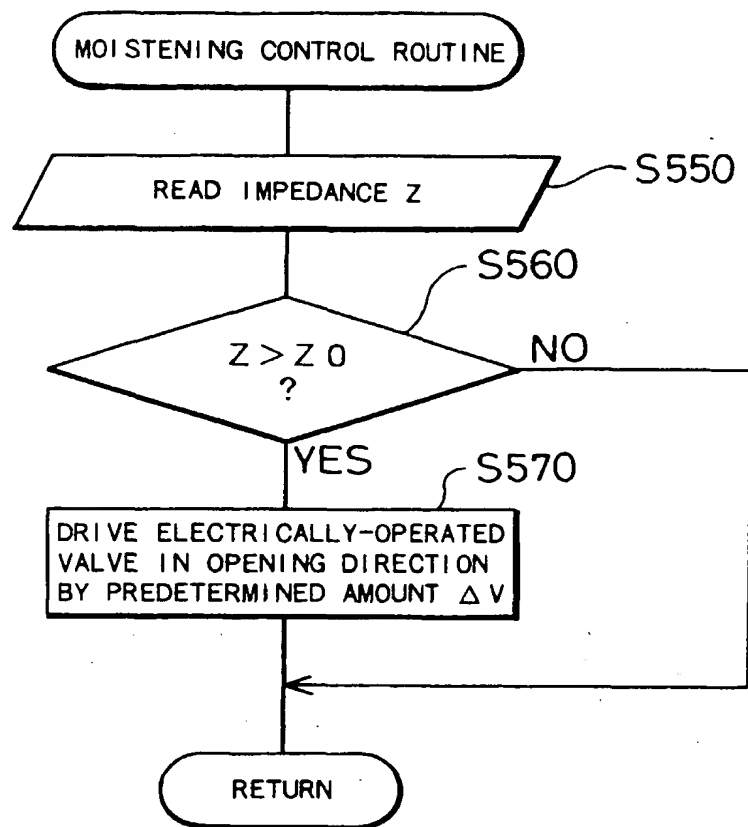 MOISTENING CONTROL ROUTINE
READ IMPEDANCE Z
S550
S560
Z > Z0
?
NO
YES
S570
DRIVE ELECTRICALLY-OPERATED
VALVE IN OPENING DIRECTION
BY PREDETERMINED AMOUNT △V
RETURN